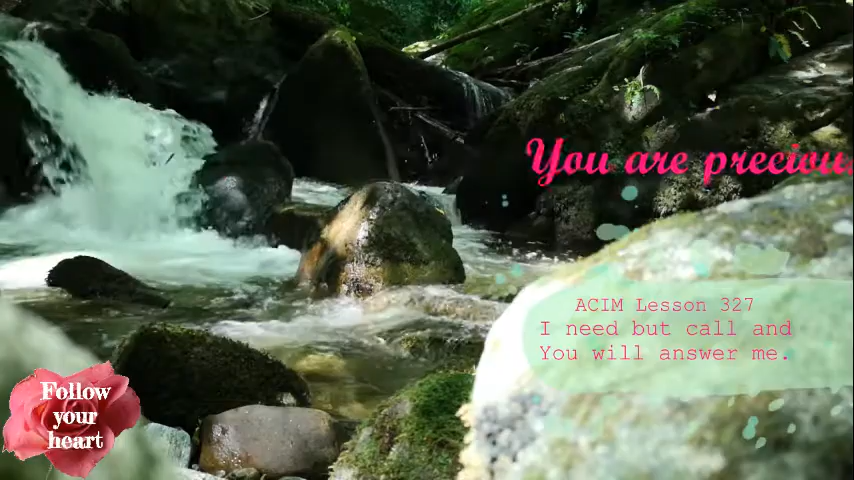 You are preciou
ACIM Lesson 327
I need but call and
You will answer me.
Follow
your
heart